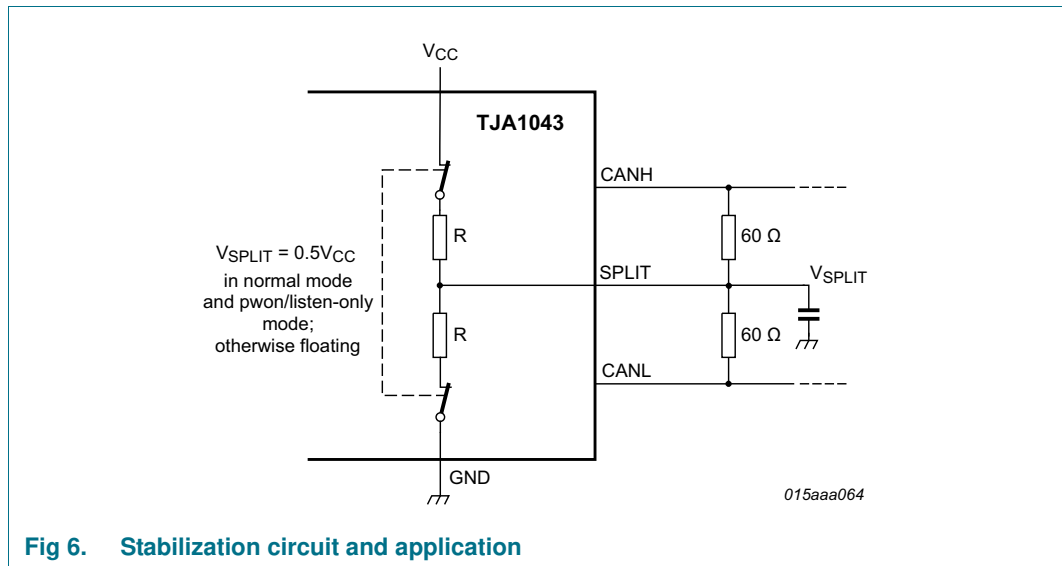 VCC
TJA1043
CANH
R
60 Ω
VSPLIT = 0.5VCC
in normal mode
and pwon/listen-only
mode;
otherwise floating
SPLIT
VSPLIT
R
60 Ω
CANL
GND
015aaa064
Fig 6. Stabilization circuit and application